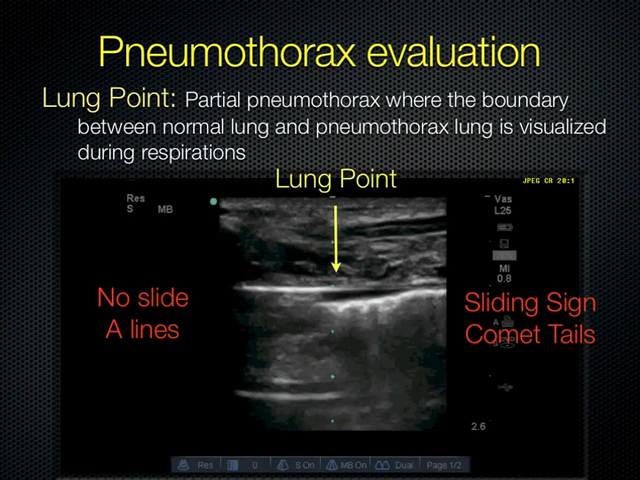 Pneumothorax evaluation
Lung Point: Partial pneumothorax where the boundary
between normal lung and pneumothorax lung is visualized
during respirations
Lung Point
JPEG CR 20:1
Res
S MB
Vas
L25
MI
0.8
No slide
A lines
Sliding Sign
Comet Tails
2.6
Res 0 S On MB On Dual Page 1/2